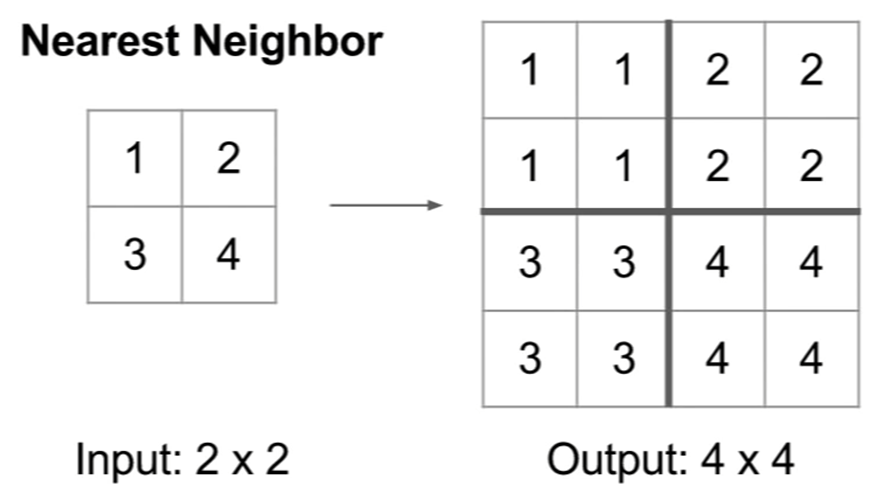 Nearest Neighbor
1 2
3 4
1 1 2 2
1 1 2 2
3 3 4 4
3 3 4 4
Input: 2 x 2
Output: 4 x 4